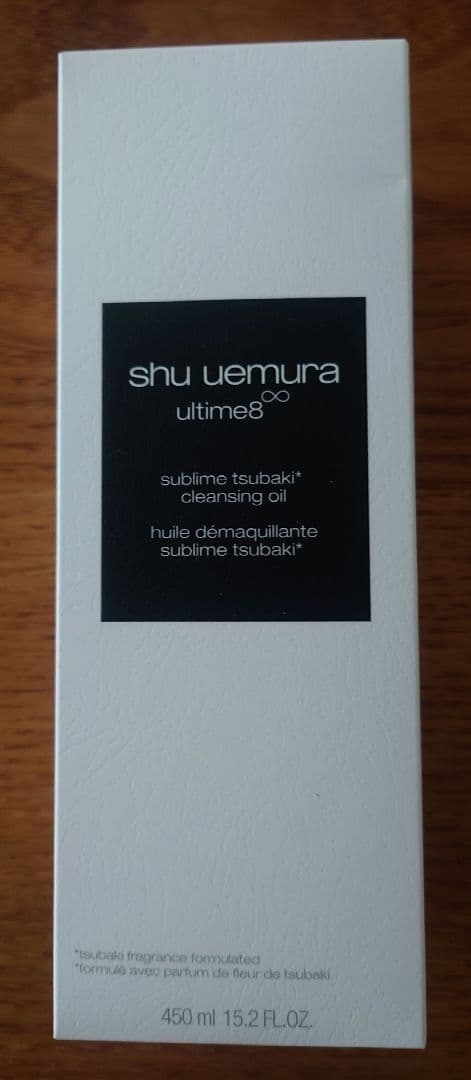 shu uemura
ultime8∞
sublime tsubaki*
cleansing oil
huile démaquillante
sublime tsubaki*
*tsubaki fragrance formulated
*formulé avec parfum de fleur de tsubaki
450 ml 15.2 FL.OZ.